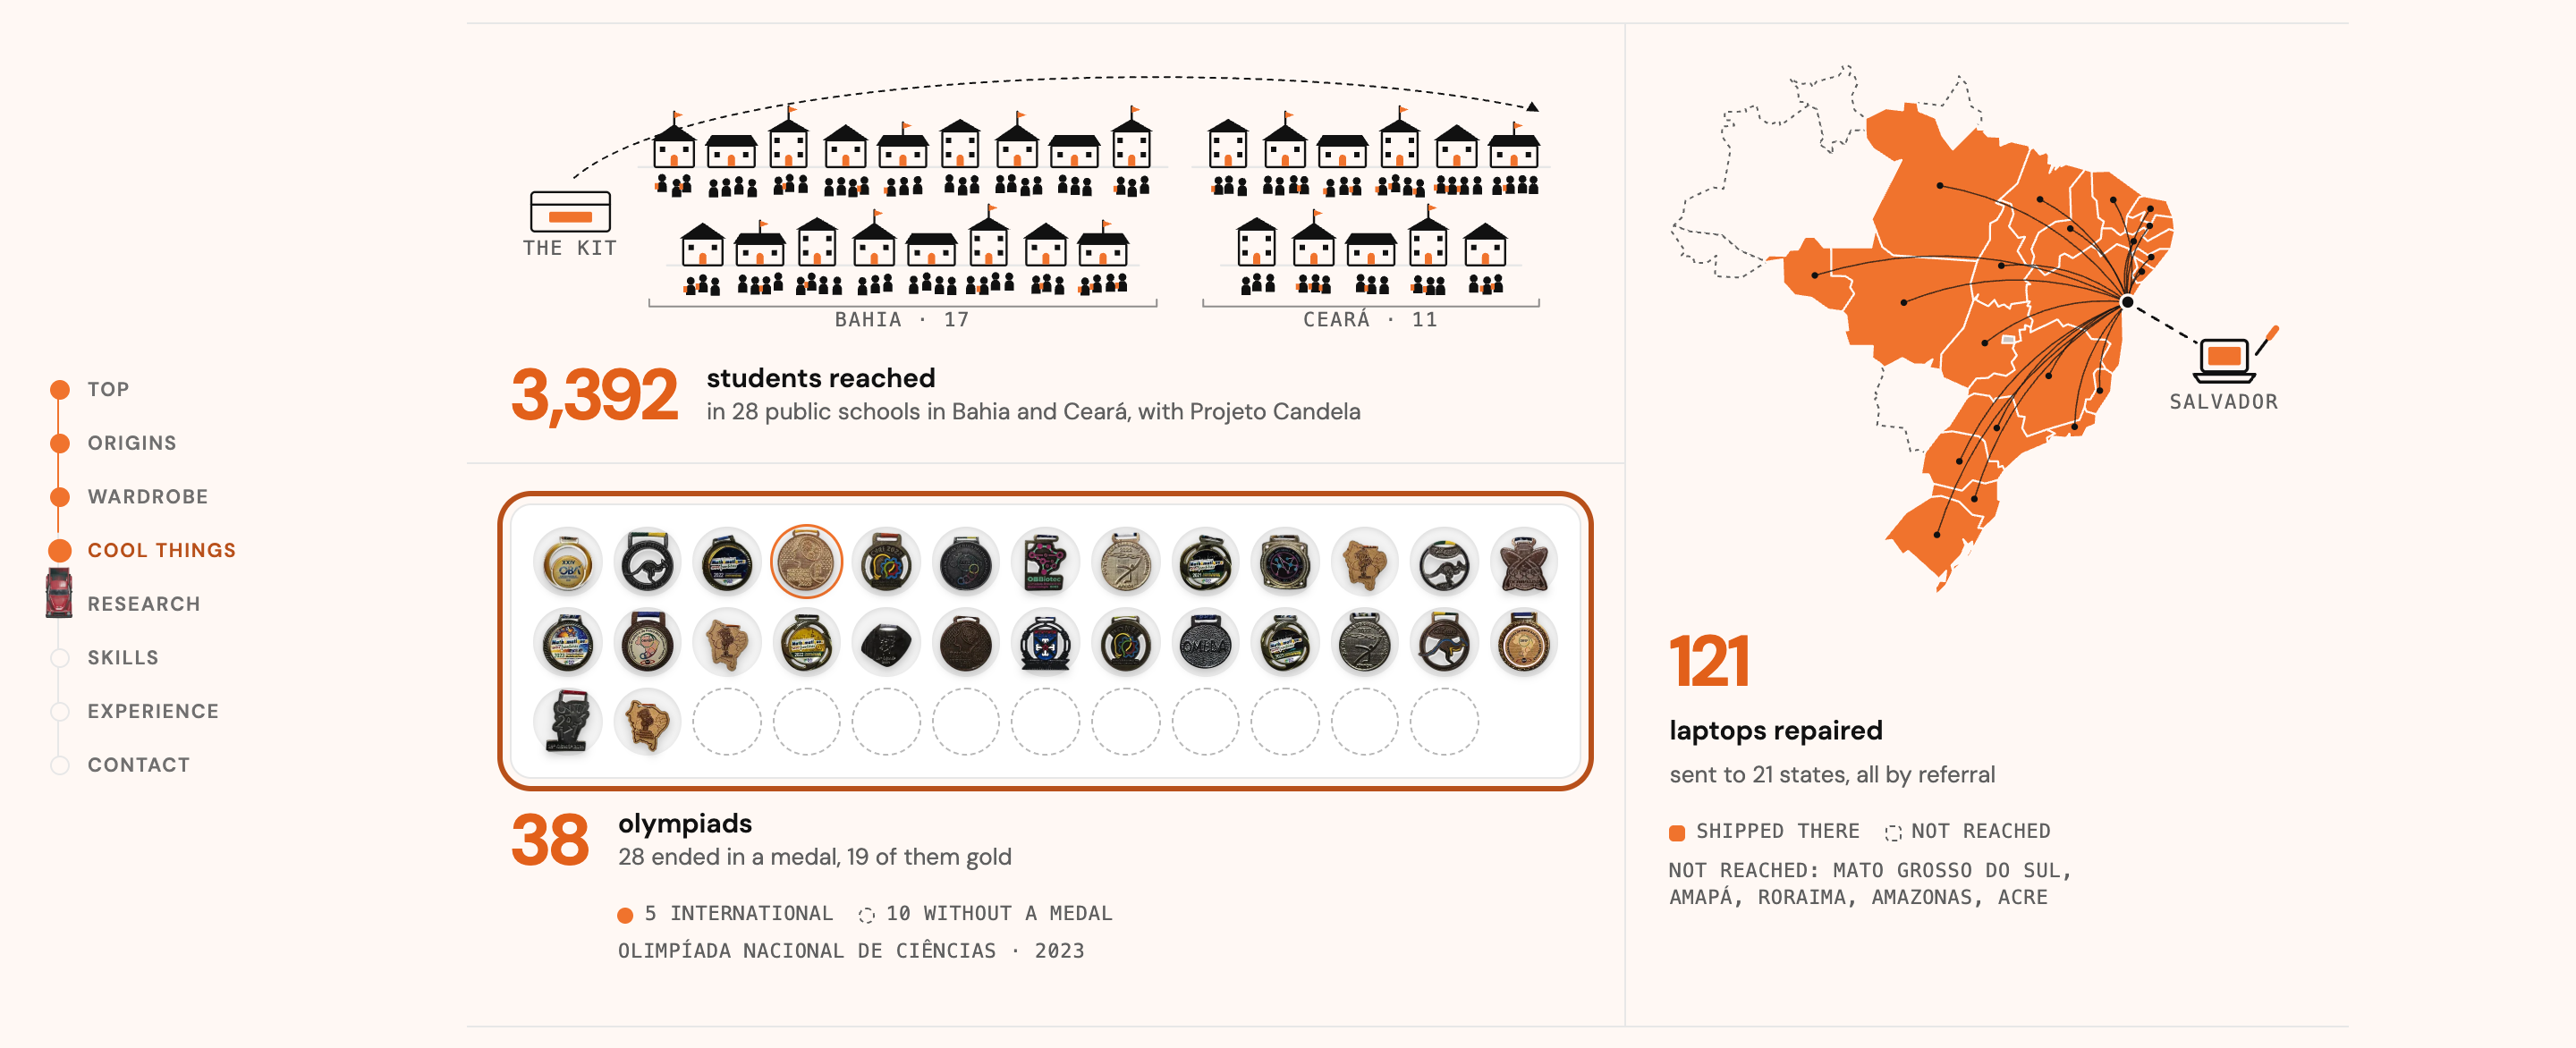 TOP
ORIGINS
WARDROBE
COOL THINGS
RESEARCH
SKILLS
EXPERIENCE
CONTACT
THE KIT
BAHIA · 17
CEARÁ · 11
3,392
students reached
in 28 public schools in Bahia and Ceará, with Projeto Candela
38
olympiads
28 ended in a medal, 19 of them gold
5 INTERNATIONAL
10 WITHOUT A MEDAL
OLIMPÍADA NACIONAL DE CIÊNCIAS · 2023
SALVADOR
121
laptops repaired
sent to 21 states, all by referral
SHIPPED THERE
NOT REACHED
NOT REACHED: MATO GROSSO DO SUL,
AMAPÁ, RORAIMA, AMAZONAS, ACRE